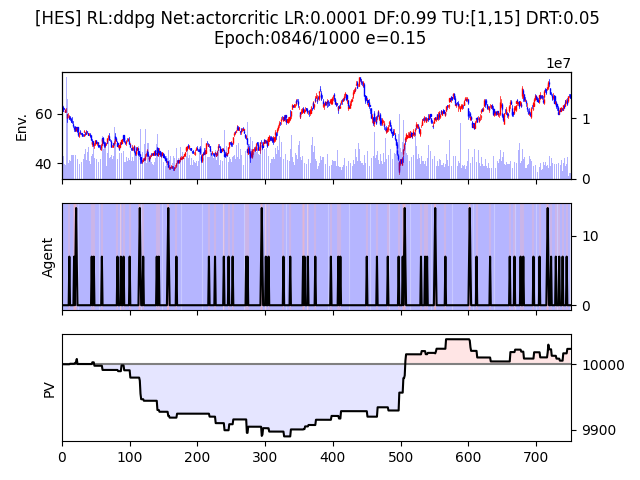 [HES] RL:ddpg Net:actorcritic LR:0.0001 DF:0.99 TU:[1,15] DRT:0.05
Epoch:0846/1000 e=0.15
1e7
Env.
60
40
1
0
Agent
10
0
PV
10000
9900
0 100 200 300 400 500 600 700